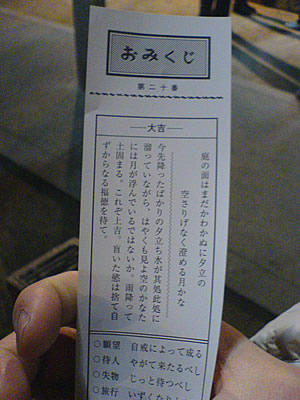 おみくじ
第二十番
大吉
庭の面はまだかわかぬに夕立の
空さりげなく澄める月かな
今先降ったばかりの夕立ち水が其処此処に
溜っていながら、はやくも見よ空のかなた
には月が浮んでいるではないか。雨降って
土固まる。これぞ上吉。盲いた慾は捨て自
ずからなる福徳を待て。
○願望 自戒によって成る
○待人 やがて来たるべし
○失物 じっと待つべし
○旅行